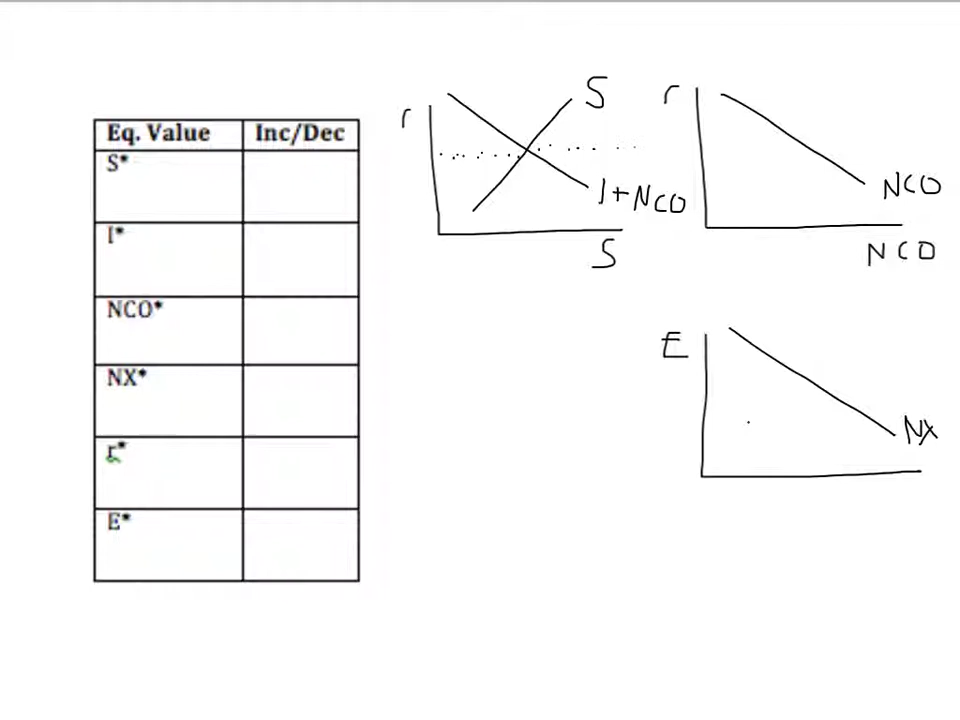 Eq. Value Inc/Dec
S*
I*
NCO*
NX*
r*
E*
r
S
I+NCO
S
r
NCO
NCO
E
NX